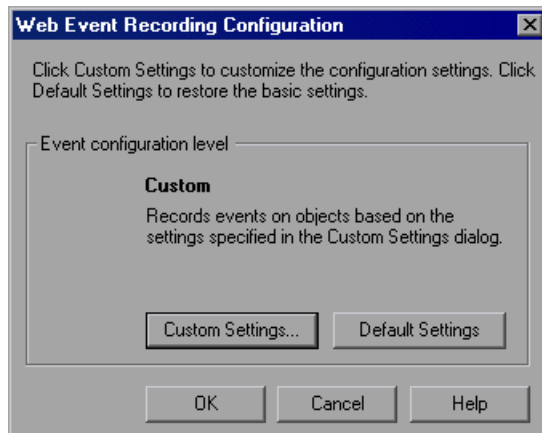 Web Event Recording Configuration
Click Custom Settings to customize the configuration settings. Click
Default Settings to restore the basic settings.
Event configuration level
Custom
Records events on objects based on the
settings specified in the Custom Settings dialog.
Custom Settings...
Default Settings
OK
Cancel
Help